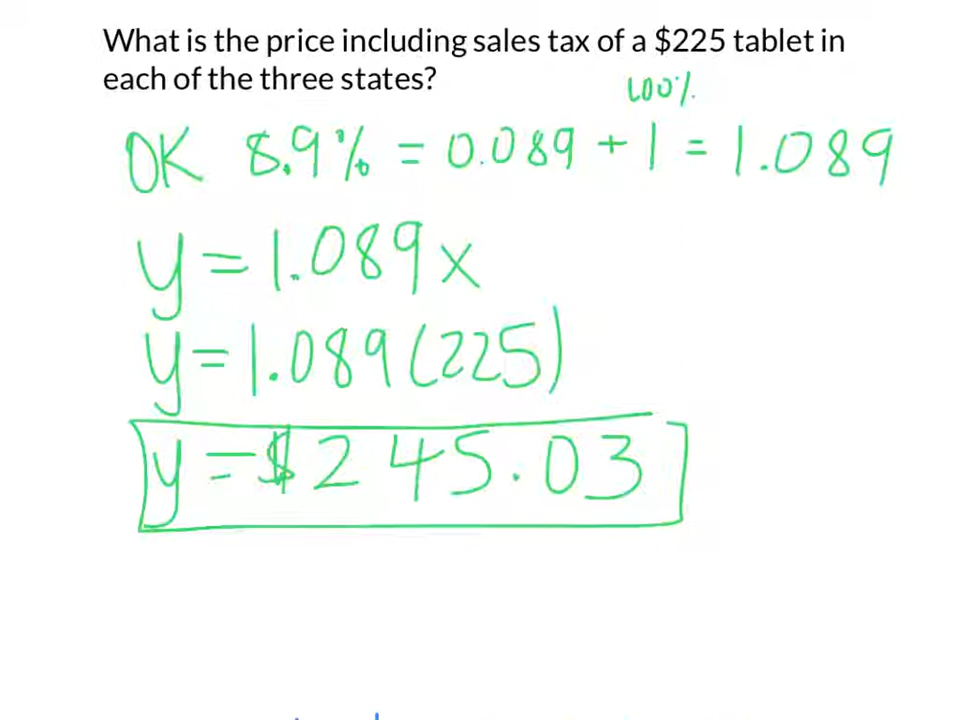 What is the price including sales tax of a $225 tablet in
each of the three states?
100%
OK 8.9% = 0.089 + 1 = 1.089
y = 1.089x
y = 1.089(225)
y = $245.03